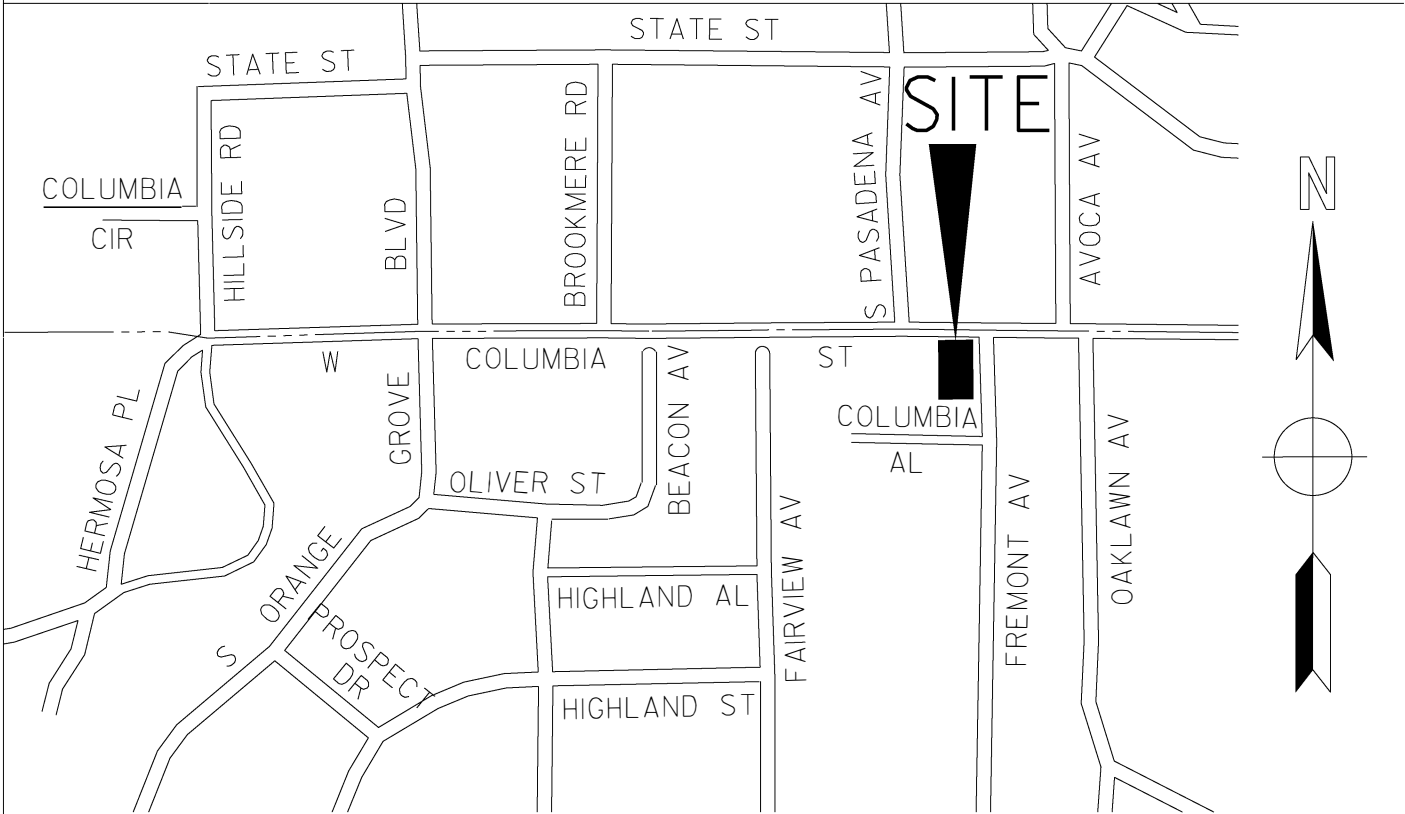 STATE ST
STATE ST
SITE
COLUMBIA
CIR
HILLSIDE RD
BLVD
BROOKMERE RD
S PASADENA AV
AVOCA AV
N
W
COLUMBIA
ST
GROVE
BEACON AV
COLUMBIA
AL
HERMOSA PL
OLIVER ST
ORANGE
S
PROSPECT
DR
HIGHLAND AL
HIGHLAND ST
FAIRVIEW AV
FREMONT AV
OAKLAWN AV